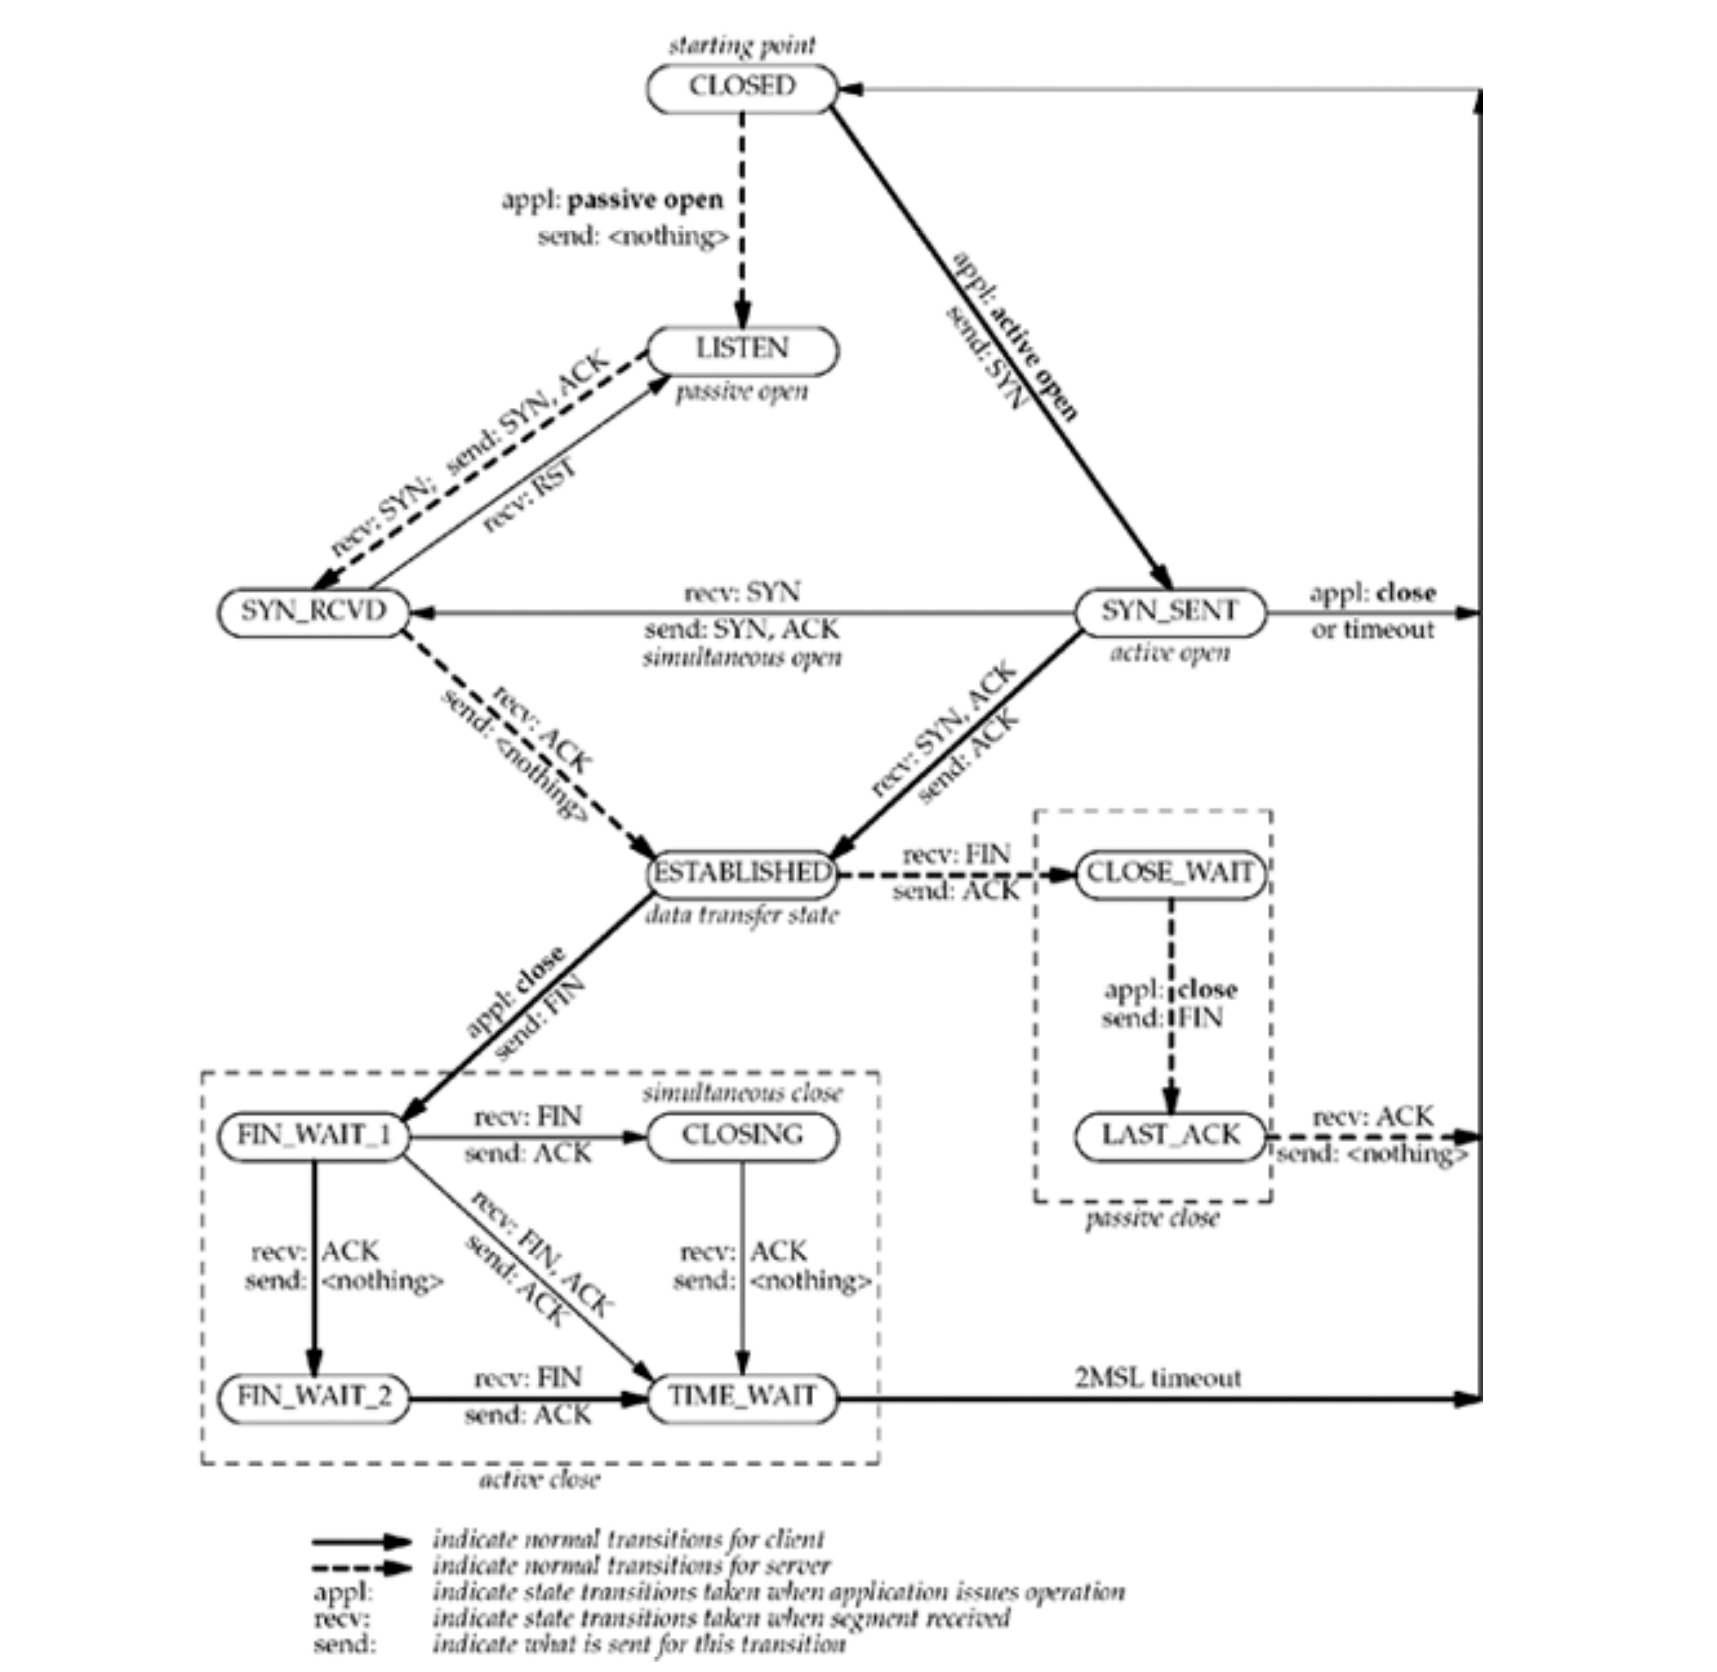 starting point
CLOSED
appl: passive open
send: <nothing>
appl: active open
send: SYN
LISTEN
passive open
recv: SYN; send: SYN, ACK
recv: RST
SYN_RCVD
recv: SYN
send: SYN, ACK
simultaneous open
SYN_SENT
active open
appl: close
or timeout
recv: ACK
send: <nothing>
recv: SYN, ACK
send: ACK
ESTABLISHED
data transfer state
recv: FIN
send: ACK
CLOSE_WAIT
appl: close
send: FIN
appl: close
send: FIN
simultaneous close
FIN_WAIT_1
recv: FIN
send: ACK
CLOSING
LAST_ACK
recv: ACK
send: <nothing>
passive close
recv: ACK
send: <nothing>
recv: FIN, ACK
send: ACK
recv: ACK
send: <nothing>
FIN_WAIT_2
recv: FIN
send: ACK
TIME_WAIT
2MSL timeout
active close
indicate normal transitions for client
indicate normal transitions for server
appl: indicate state transitions taken when application issues operation
recv: indicate state transitions taken when segment received
send: indicate what is sent for this transition